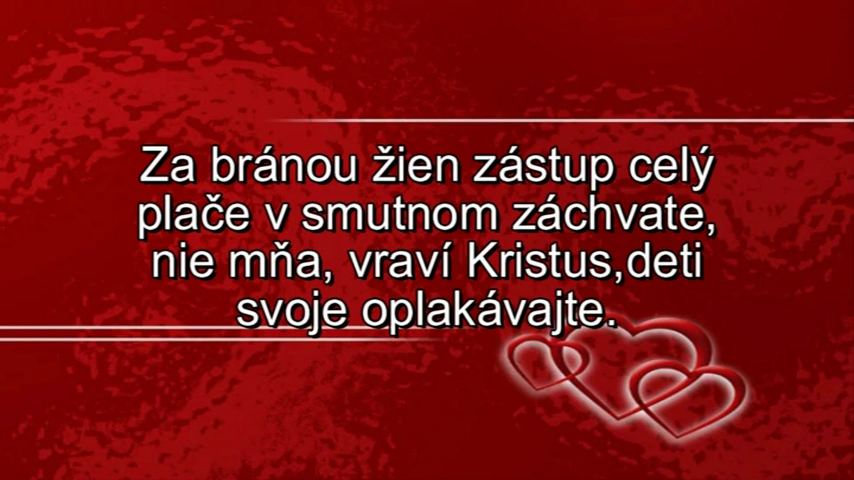 Za bránou žien zástup celý
plače v smutnom záchvate,
nie mňa, vraví Kristus,deti
svoje oplakávajte.